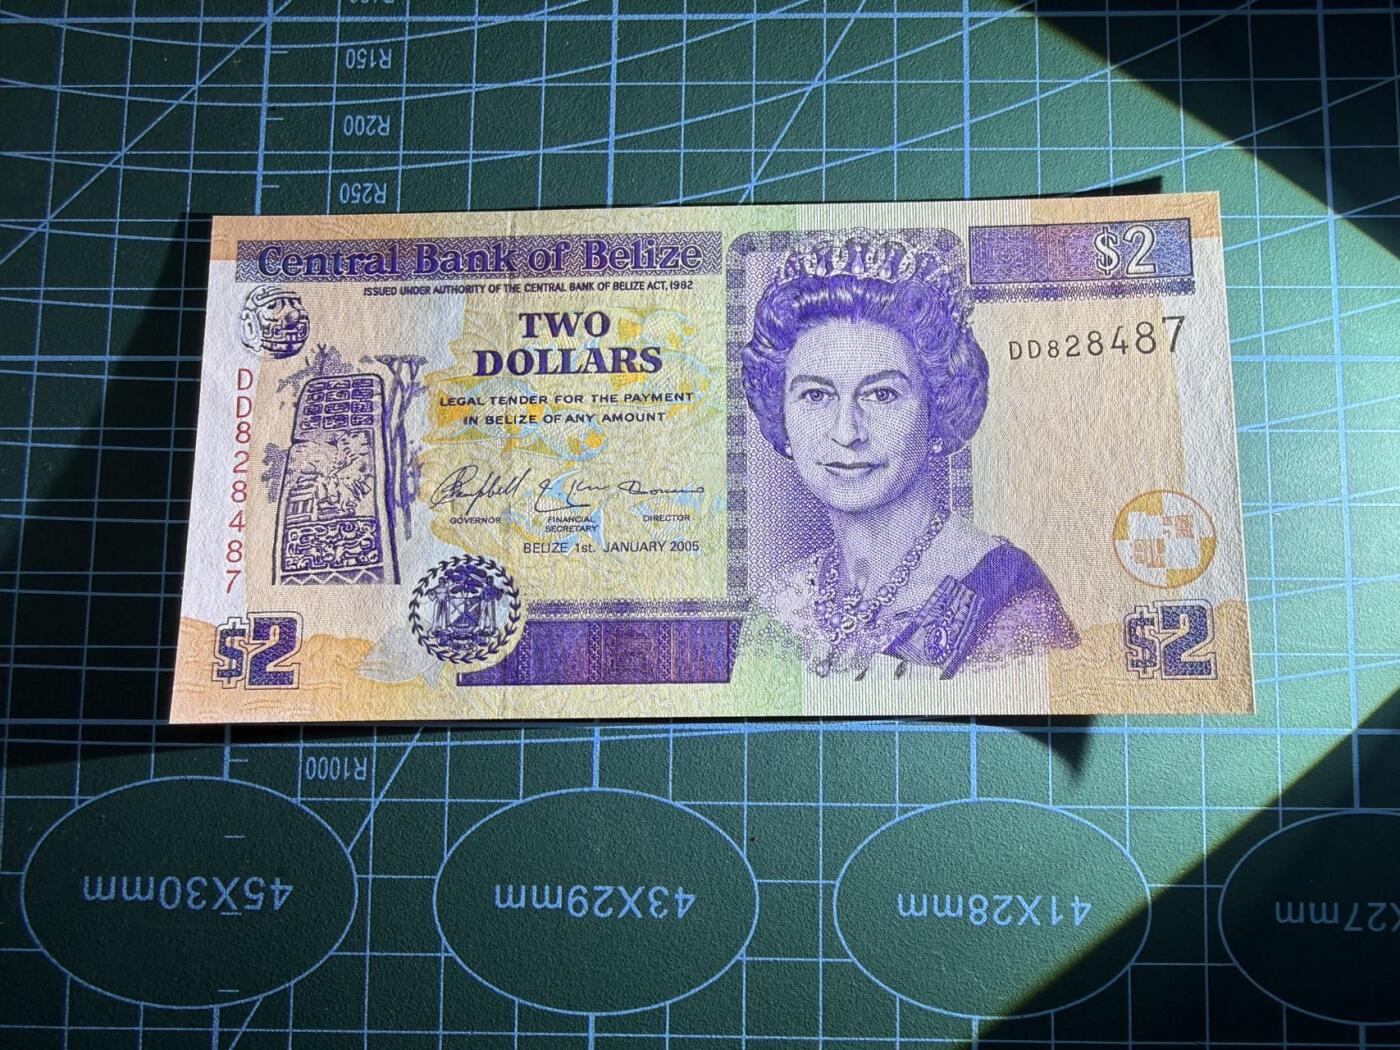 R150
R200
R250
Central Bank of Belize
$2
ISSUED UNDER AUTHORITY OF THE CENTRAL BANK OF BELIZE ACT, 1982
TWO
DOLLARS
DD828487
DD828487
LEGAL TENDER FOR THE PAYMENT
IN BELIZE OF ANY AMOUNT
Campbell
GOVERNOR
FINANCIAL
SECRETARY
DIRECTOR
BELIZE 1st. JANUARY 2005
$2
$2
R1000
45X30mm
43X29mm
41X28mm